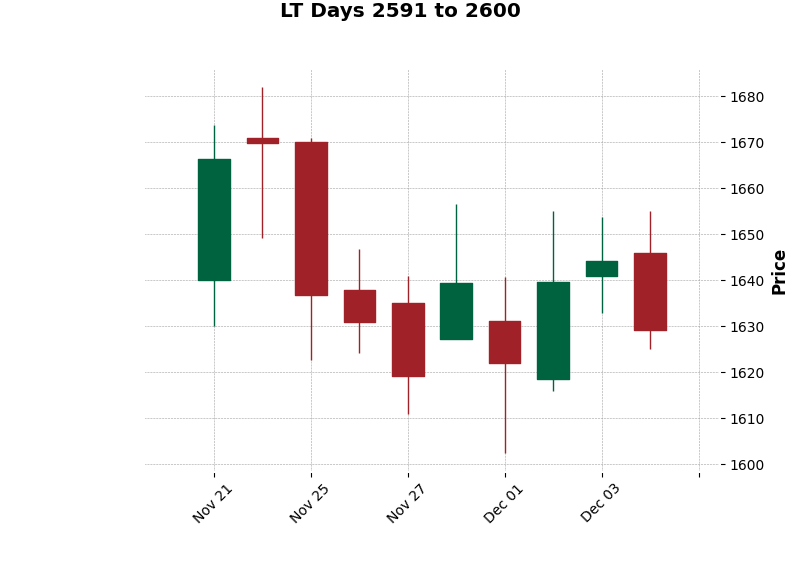 LT Days 2591 to 2600
1680
1670
1660
1650
1640
1630
1620
1610
1600
Price
Nov 21
Nov 25
Nov 27
Dec 01
Dec 03